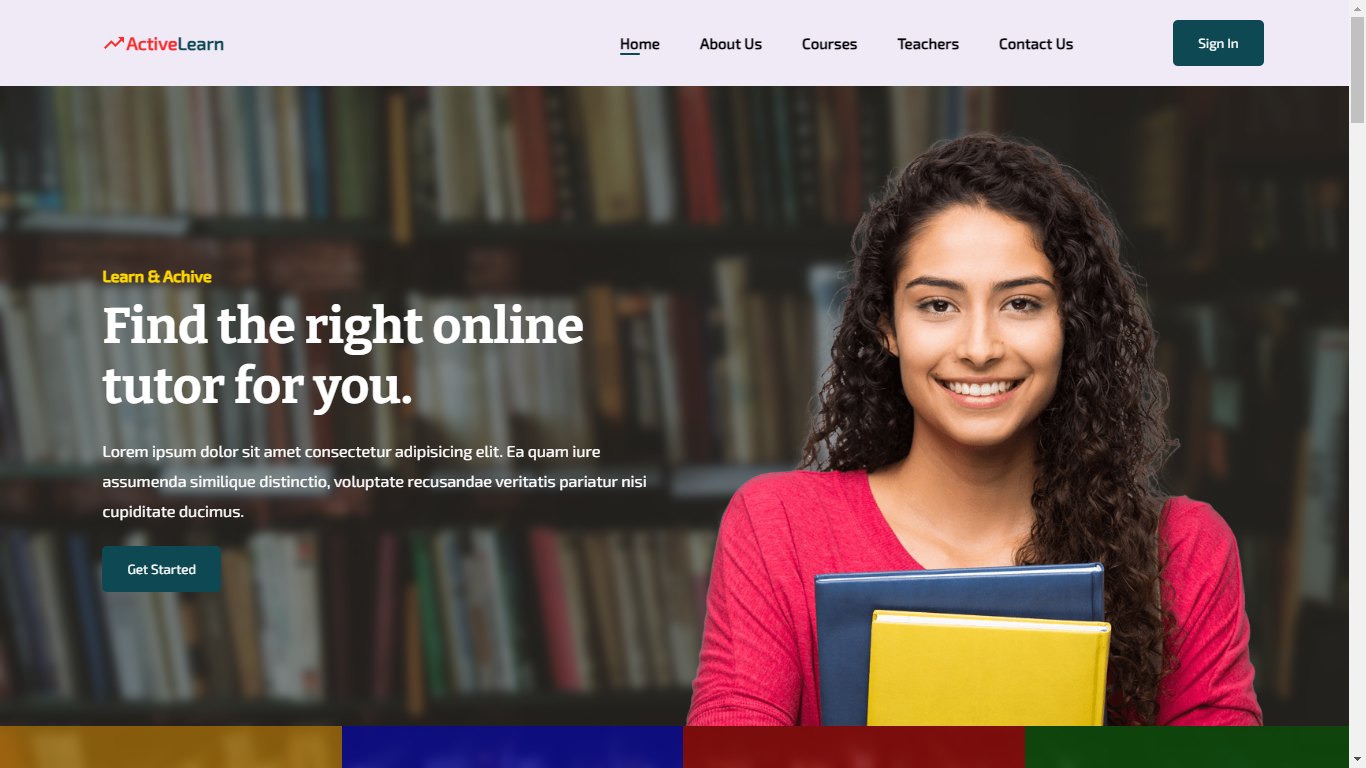 ActiveLearn
Home About Us Courses Teachers Contact Us Sign In
Learn & Achive
Find the right online
tutor for you.
Lorem ipsum dolor sit amet consectetur adipisicing elit. Ea quam iure
assumenda similique distinctio, voluptate recusandae veritatis pariatur nisi
cupiditate ducimus.
Get Started